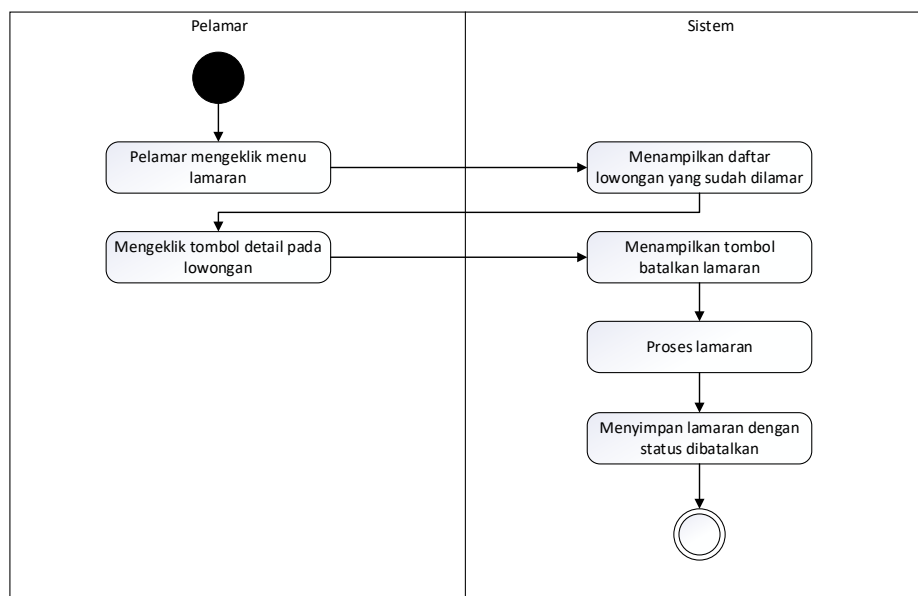 Pelamar
Sistem
Pelamar mengeklik menu
lamaran
Menampilkan daftar
lowongan yang sudah dilamar
Mengeklik tombol detail pada
lowongan
Menampilkan tombol
batalkan lamaran
Proses lamaran
Menyimpan lamaran dengan
status dibatalkan